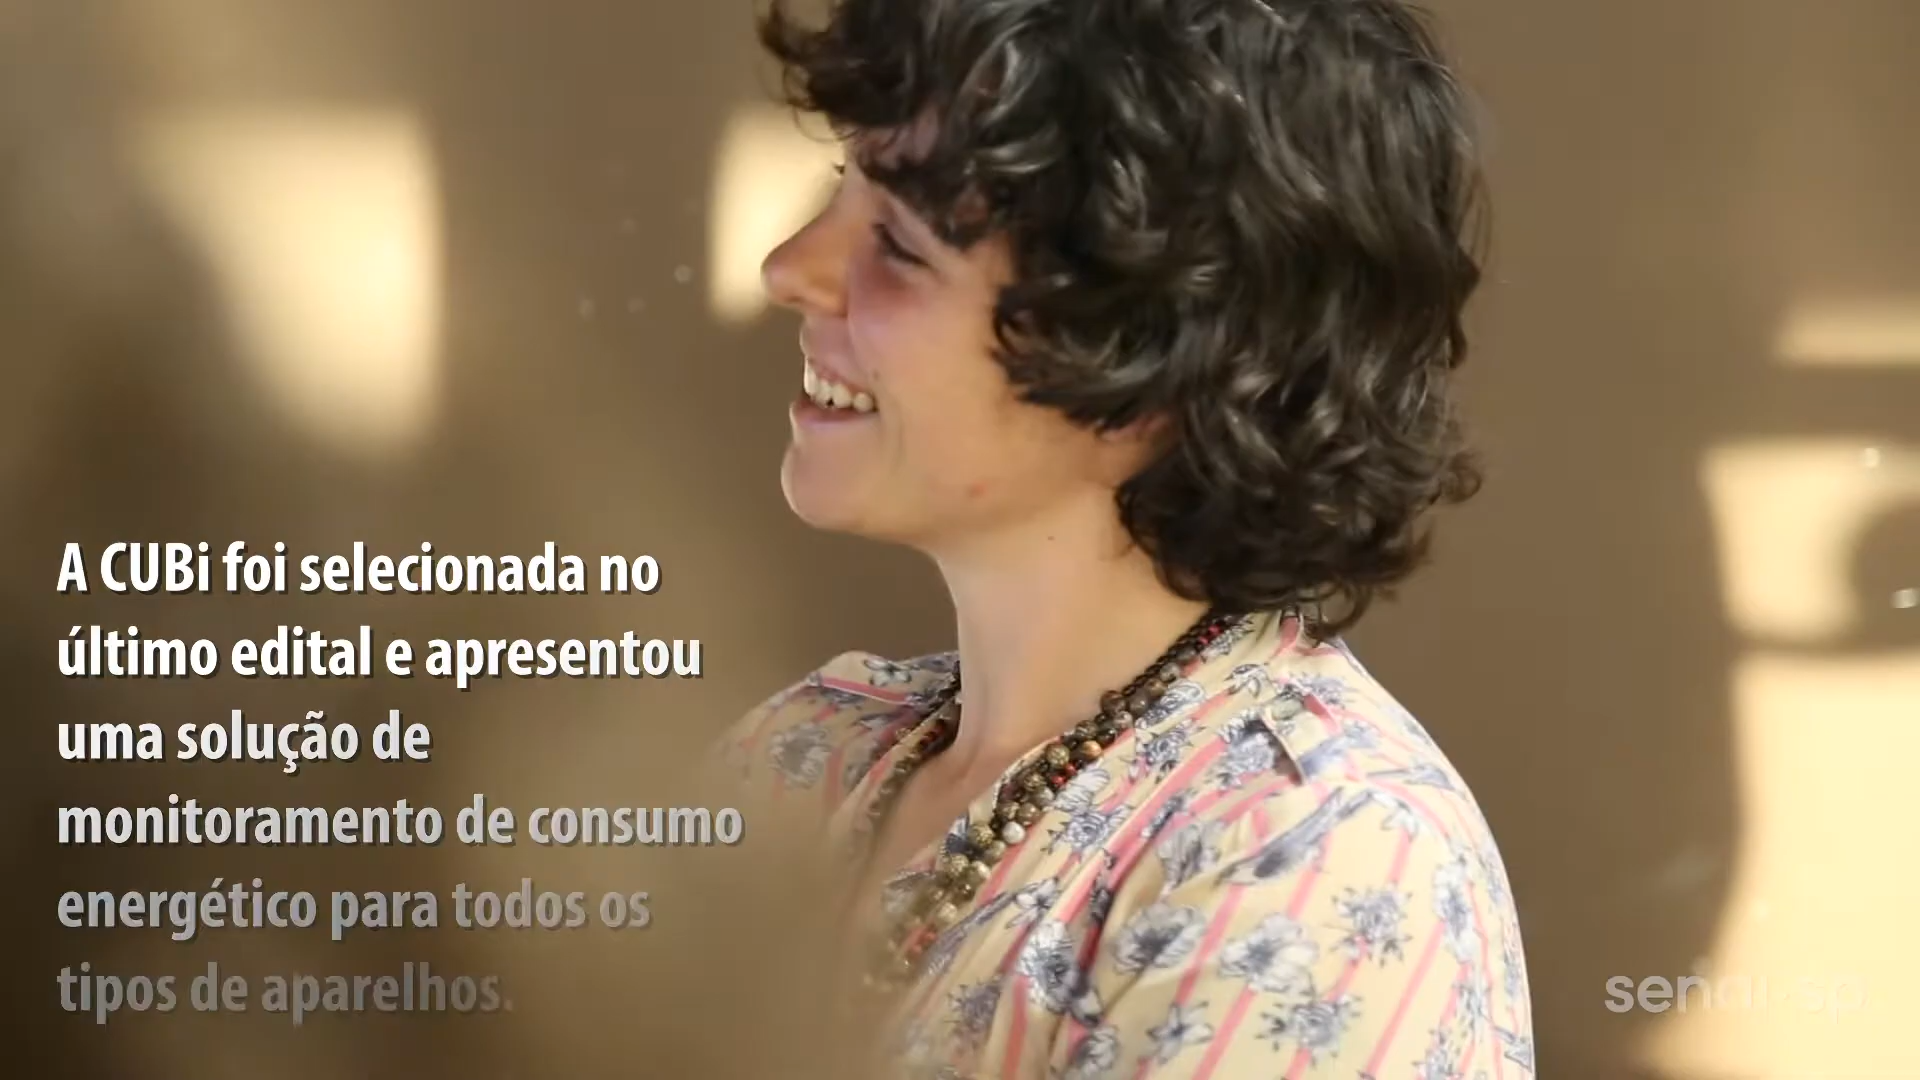 A CUBi foi selecionada no
último edital e apresentou
uma solução de
monitoramento de consumo
energético para todos os
tipos de aparelhos.
senai.sp